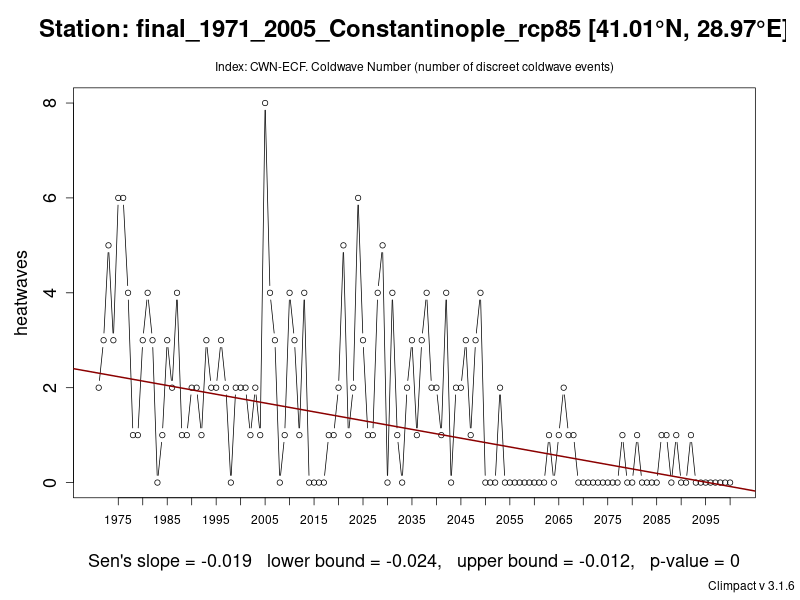 Station: final_1971_2005_Constantinople_rcp85 [41.01°N, 28.97°E]
Index: CWN-ECF. Coldwave Number (number of discreet coldwave events)
heatwaves
8
6
4
2
0
1975 1985 1995 2005 2015 2025 2035 2045 2055 2065 2075 2085 2095
Sen's slope = -0.019 lower bound = -0.024, upper bound = -0.012, p-value = 0
Climpact v 3.1.6